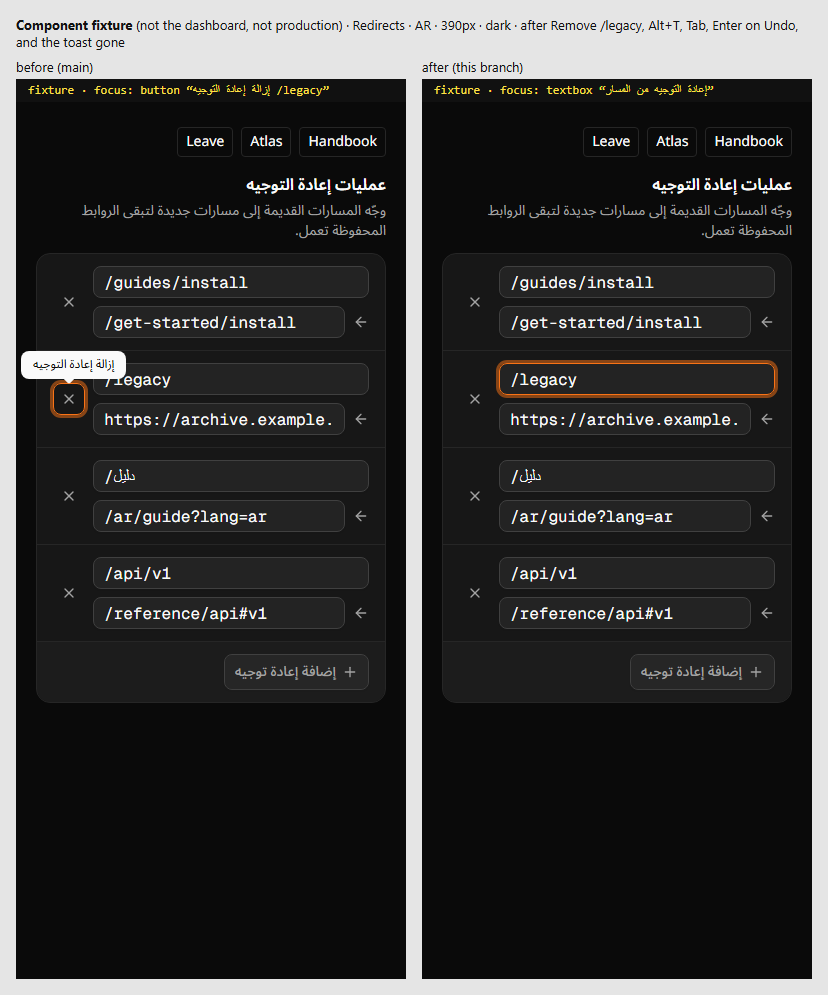 Component fixture (not the dashboard, not production) · Redirects · AR · 390px · dark · after Remove /legacy, Alt+T, Tab, Enter on Undo,
and the toast gone
before (main)
fixture · focus: button “إزالة إعادة التوجيه /legacy”
Leave
Atlas
Handbook
عمليات إعادة التوجيه
وجّه المسارات القديمة إلى مسارات جديدة لتبقى الروابط
المحفوظة تعمل.
/guides/install
/get-started/install
إزالة إعادة التوجيه
/legacy
https://archive.example.
/دليل
/ar/guide?lang=ar
/api/v1
/reference/api#v1
إضافة إعادة توجيه
after (this branch)
fixture · focus: textbox “إعادة التوجيه من المسار”
Leave
Atlas
Handbook
عمليات إعادة التوجيه
وجّه المسارات القديمة إلى مسارات جديدة لتبقى الروابط
المحفوظة تعمل.
/guides/install
/get-started/install
/legacy
https://archive.example.
/دليل
/ar/guide?lang=ar
/api/v1
/reference/api#v1
إضافة إعادة توجيه